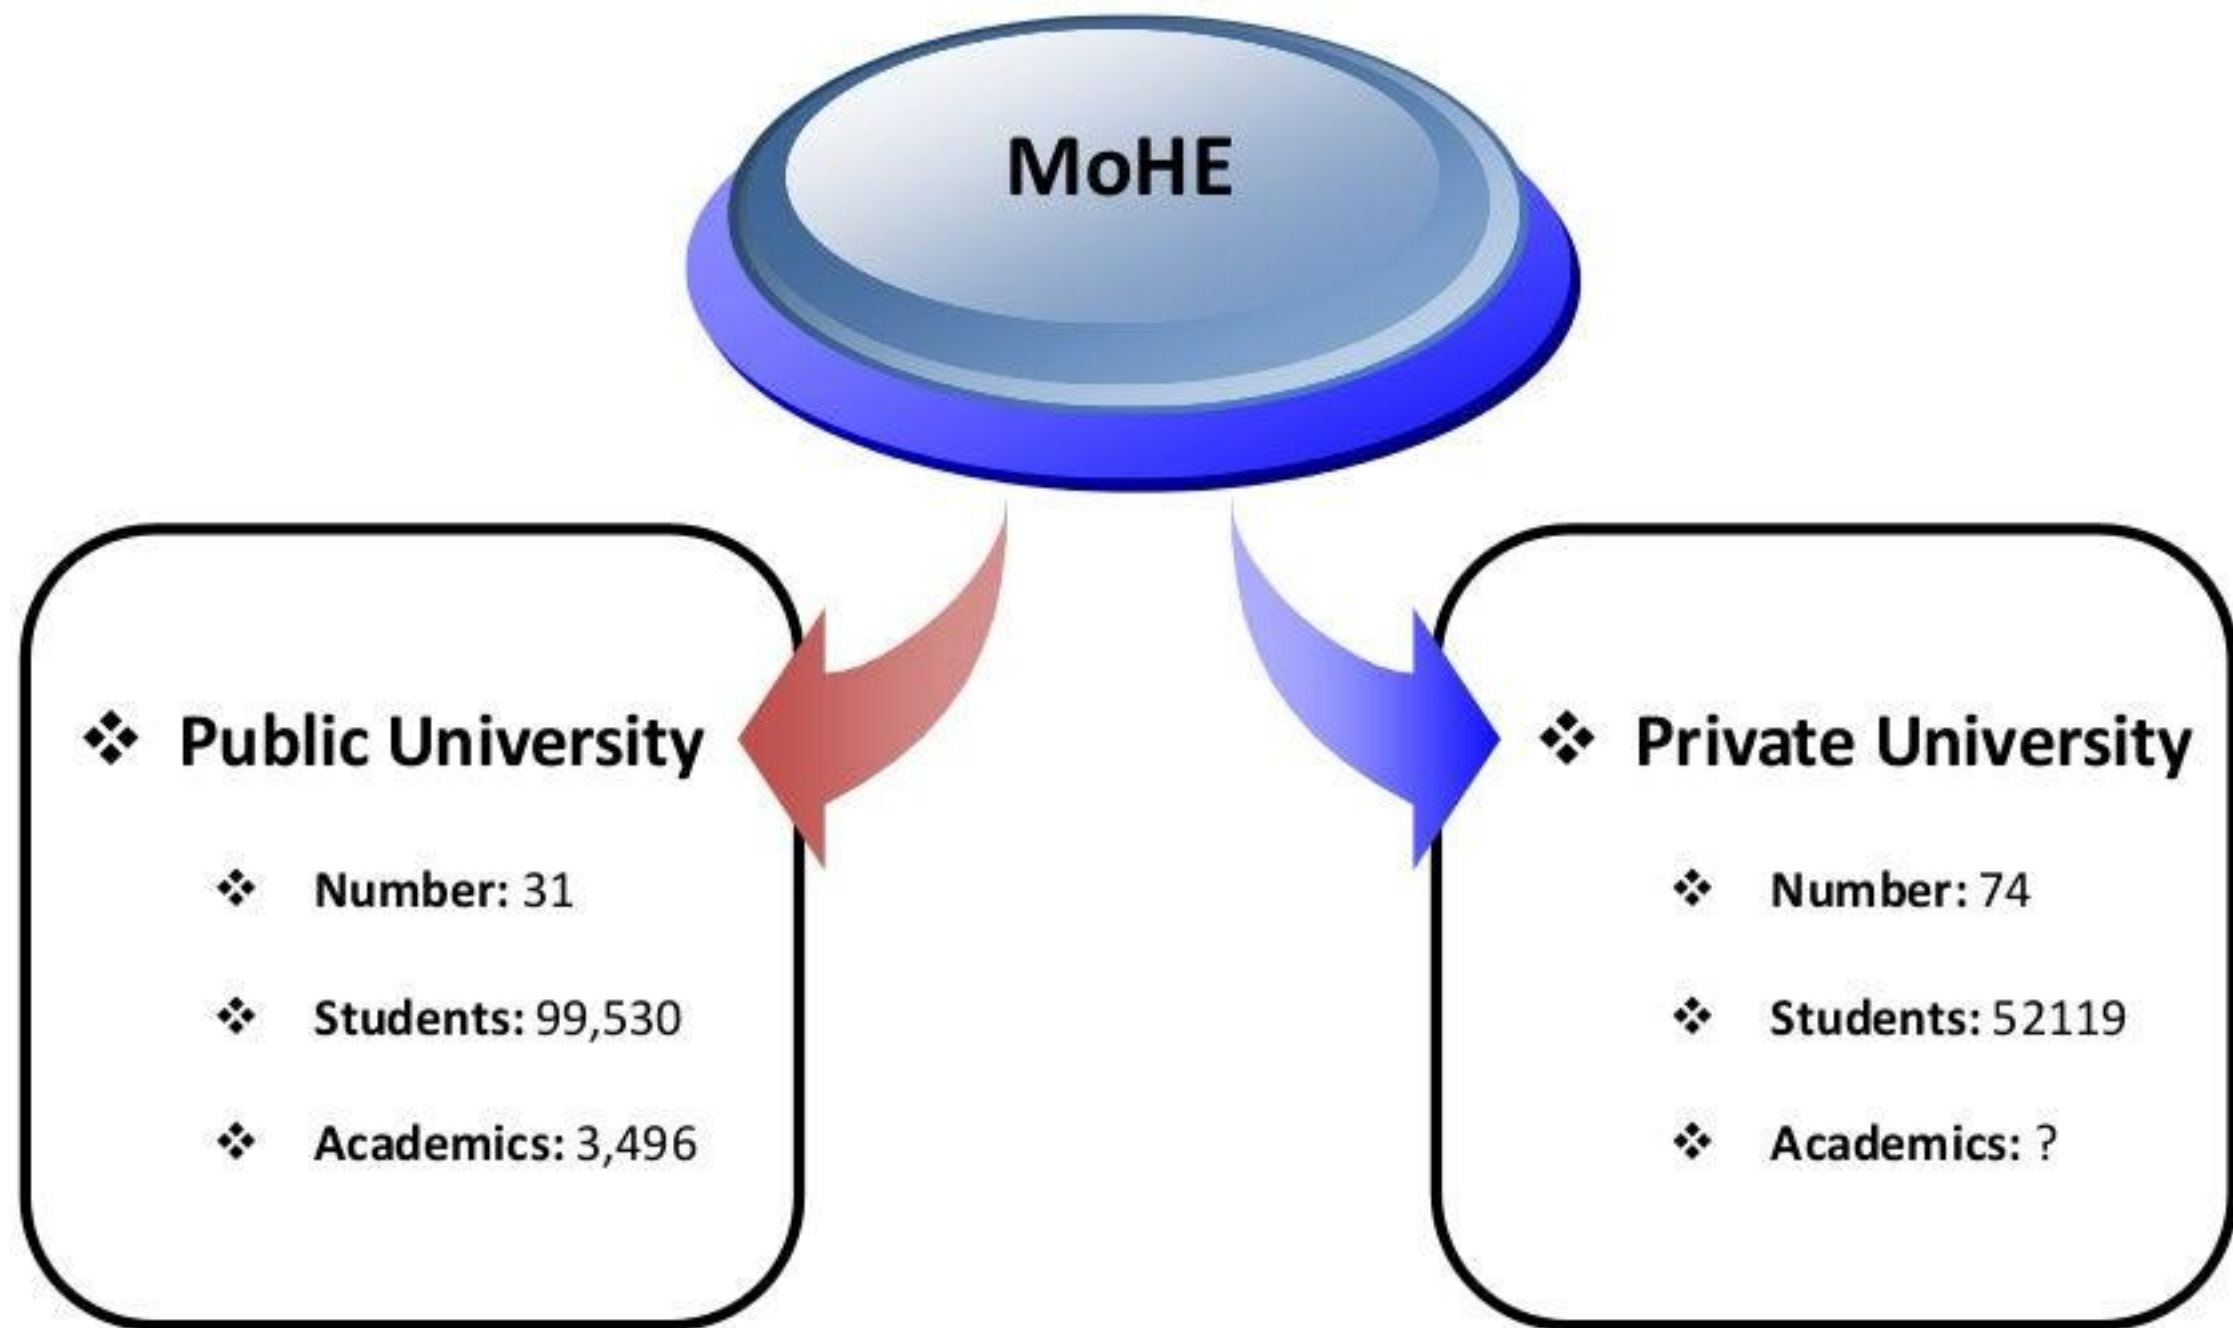 MoHE
❖ Public University
❖ Number: 31
❖ Students: 99,530
❖ Academics: 3,496
❖ Private University
❖ Number: 74
❖ Students: 52119
❖ Academics: ?